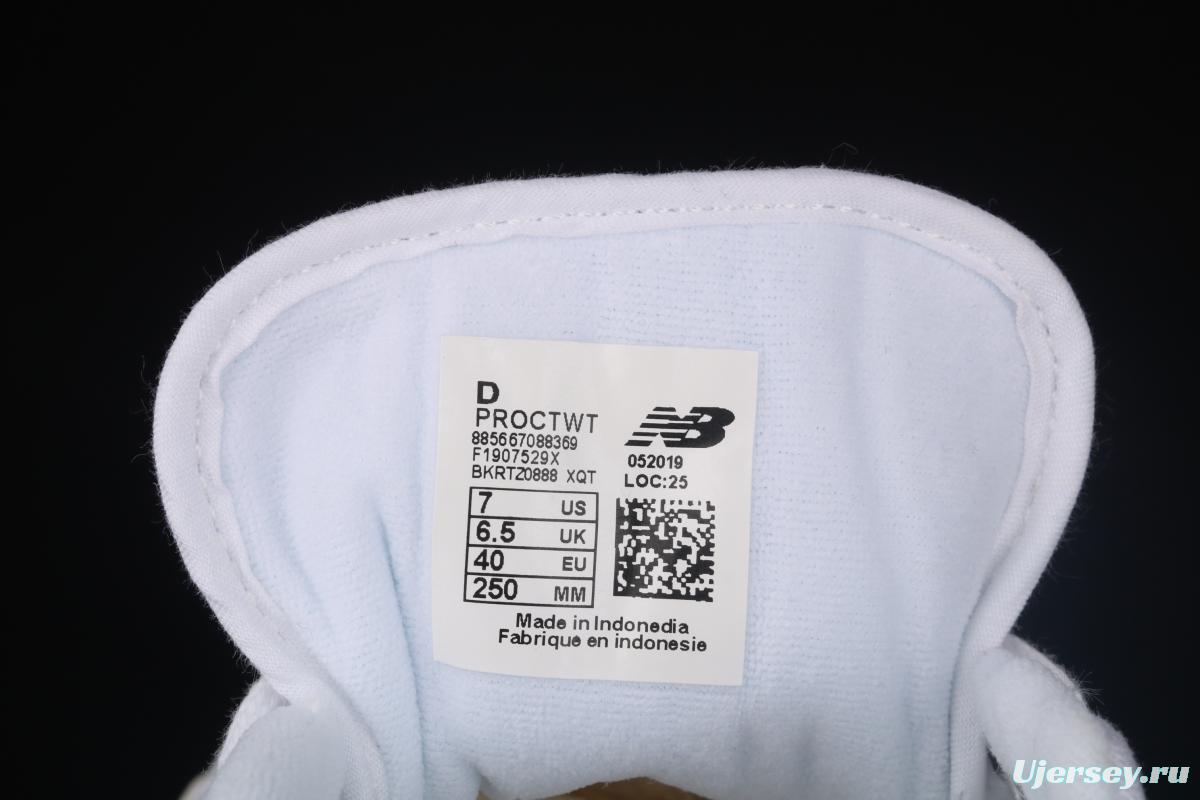 D
PROCTWT
885667088369
F1907529X
BKRTZ0888 XQT
NB
052019
LOC:25
7 US
6.5 UK
40 EU
250 MM
Made in Indonedia
Fabrique en indonesie
Ujersey.ru